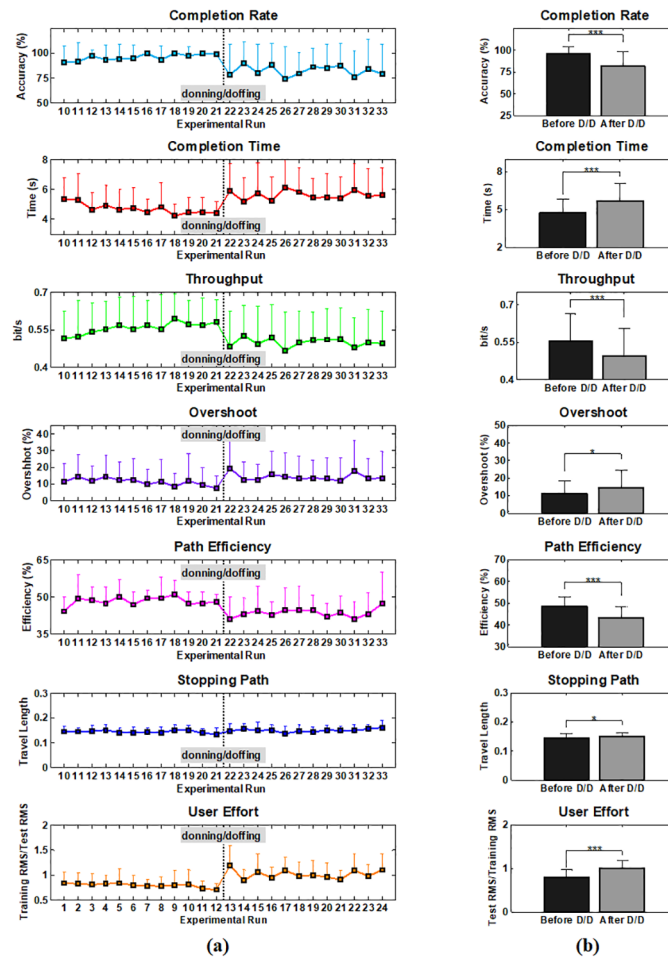 Completion Rate
Accuracy (%)
100
75
50
donning/doffing
10 11 12 13 14 15 16 17 18 19 20 21 22 23 24 25 26 27 28 29 30 31 32 33
Experimental Run
Completion Rate
Accuracy (%)
100
75
50
25
***
Before D/D After D/D
Completion Time
Time (s)
8
6
4
donning/doffing
10 11 12 13 14 15 16 17 18 19 20 21 22 23 24 25 26 27 28 29 30 31 32 33
Experimental Run
Completion Time
Time (s)
8
5
2
***
Before D/D After D/D
Throughput
bit/s
0.7
0.55
0.4
donning/doffing
10 11 12 13 14 15 16 17 18 19 20 21 22 23 24 25 26 27 28 29 30 31 32 33
Experimental Run
Throughput
bit/s
0.7
0.55
0.4
***
Before D/D After D/D
Overshoot
Overshhot (%)
40
30
20
10
0
donning/doffing
10 11 12 13 14 15 16 17 18 19 20 21 22 23 24 25 26 27 28 29 30 31 32 33
Experimental Run
Overshoot
Overshoot (%)
50
40
30
20
10
0
*
Before D/D After D/D
Path Efficiency
Efficiency (%)
65
50
35
donning/doffing
10 11 12 13 14 15 16 17 18 19 20 21 22 23 24 25 26 27 28 29 30 31 32 33
Experimental Run
Path Efficiency
Efficiency (%)
70
60
50
40
30
***
Before D/D After D/D
Stopping Path
Travel Length
0.3
0.2
0.1
0
donning/doffing
10 11 12 13 14 15 16 17 18 19 20 21 22 23 24 25 26 27 28 29 30 31 32 33
Experimental Run
Stopping Path
Travel Length
0.3
0.2
0.1
0
*
Before D/D After D/D
User Effort
Training RMS/Test RMS
2
1.5
1
0.5
donning/doffing
1 2 3 4 5 6 7 8 9 10 11 12 13 14 15 16 17 18 19 20 21 22 23 24
Experimental Run
User Effort
Test RMS/Training RMS
2
1
0
***
Before D/D After D/D
(a)
(b)